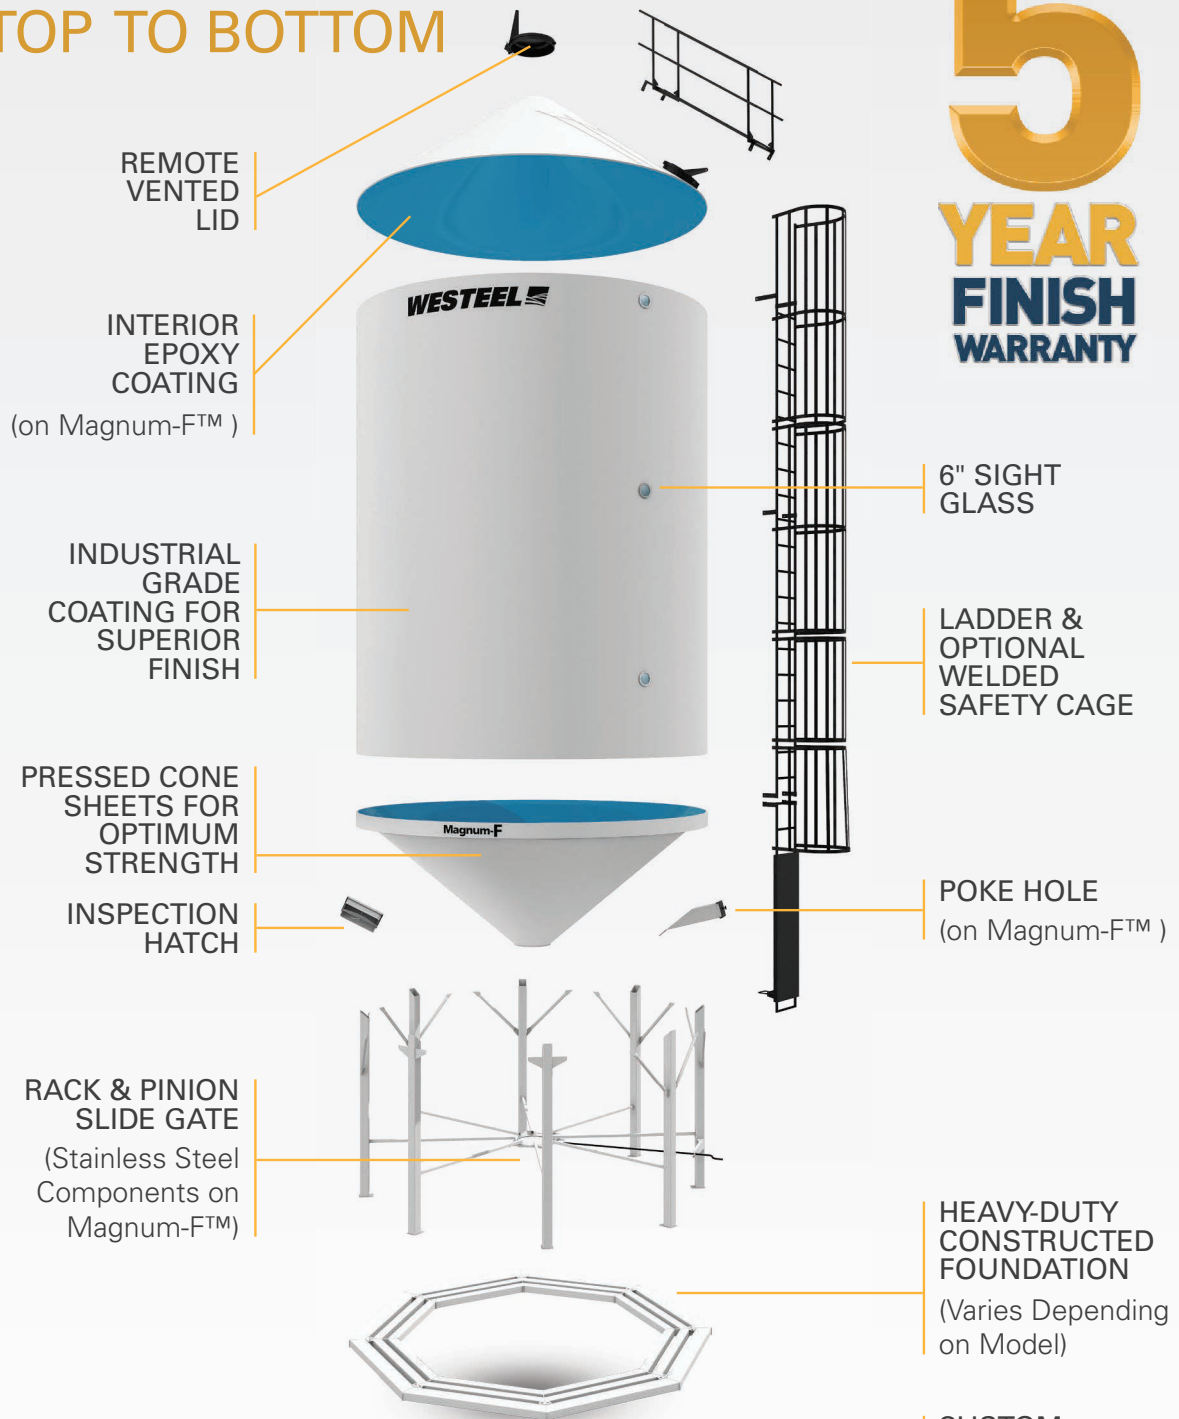 TOP TO BOTTOM
5
YEAR
FINISH
WARRANTY
REMOTE
VENTED
LID
INTERIOR
EPOXY
COATING
(on Magnum-F™ )
WESTEEL
6" SIGHT
GLASS
INDUSTRIAL
GRADE
COATING FOR
SUPERIOR
FINISH
LADDER &
OPTIONAL
WELDED
SAFETY CAGE
PRESSED CONE
SHEETS FOR
OPTIMUM
STRENGTH
Magnum-F
INSPECTION
HATCH
POKE HOLE
(on Magnum-F™ )
RACK & PINION
SLIDE GATE
(Stainless Steel
Components on
Magnum-F™)
HEAVY-DUTY
CONSTRUCTED
FOUNDATION
(Varies Depending
on Model)
CUSTOM